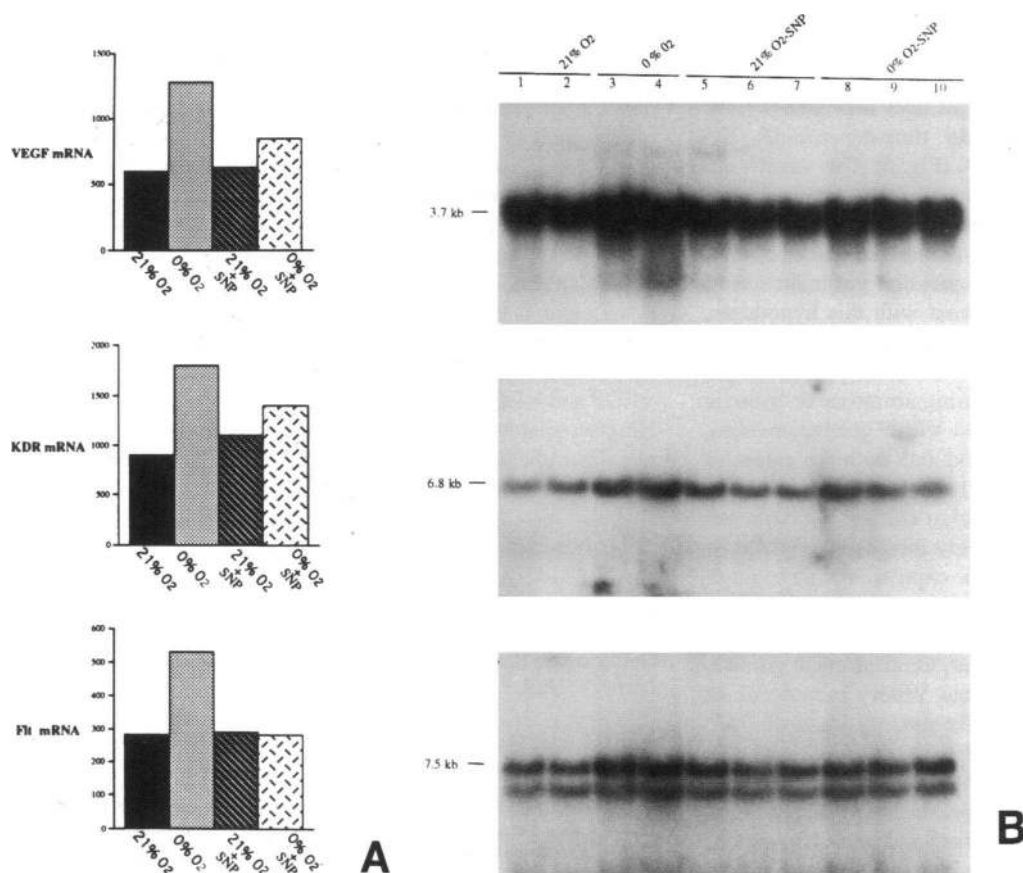 1500
1000
500
0
VEGF mRNA
21% O2
0% O2
21% O2
+
SNP
0% O2
+
SNP
2000
1500
1000
500
0
KDR mRNA
21% O2
0% O2
21% O2
+
SNP
0% O2
+
SNP
600
500
400
300
200
100
0
Flt mRNA
21% O2
0% O2
21% O2
+
SNP
0% O2
+
SNP
A
21% O2
0 % O2
21% O2-SNP
0% O2-SNP
1 2 3 4 5 6 7 8 9 10
3.7 kb
6.8 kb
7.5 kb
B